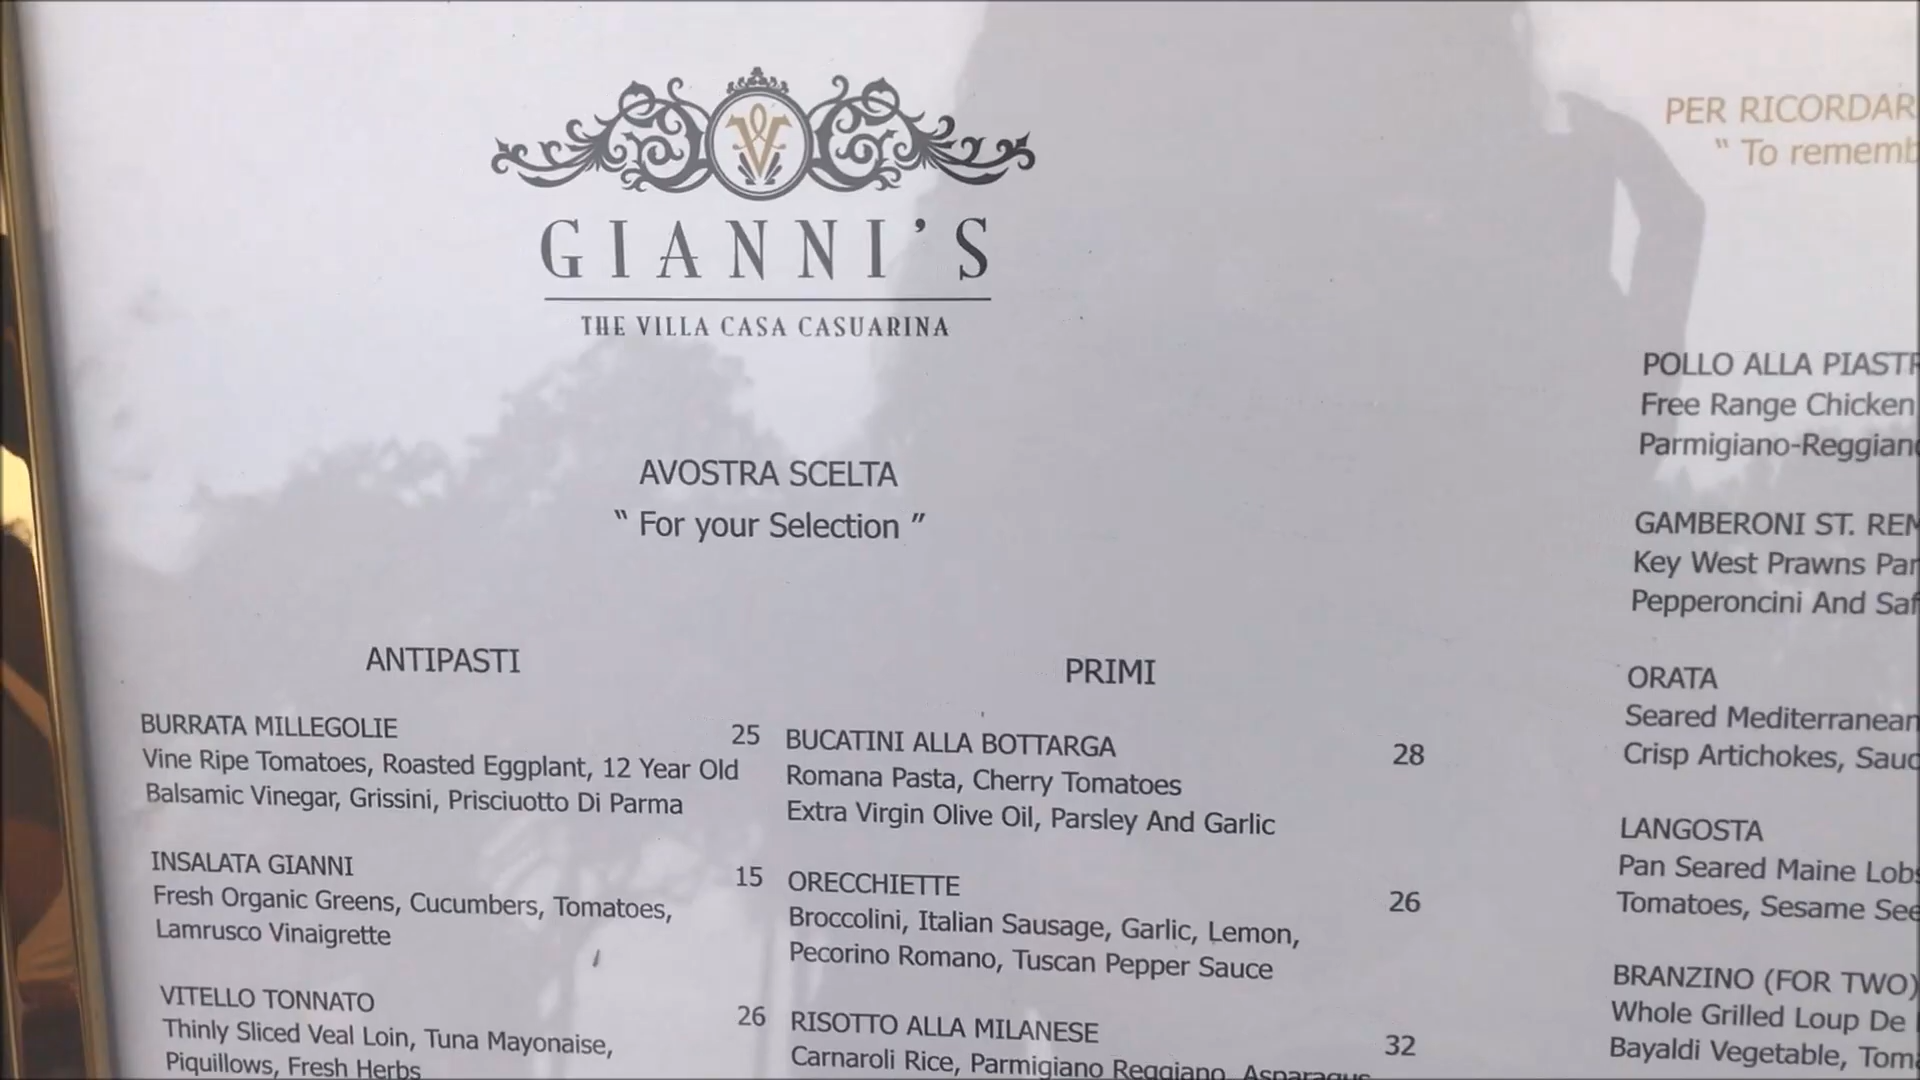 GIANNI'S
THE VILLA CASA CASUARINA
AVOSTRA SCELTA
“ For your Selection ”
ANTIPASTI
BURRATA MILLEGOLIE 25
Vine Ripe Tomatoes, Roasted Eggplant, 12 Year Old
Balsamic Vinegar, Grissini, Prisciuotto Di Parma
INSALATA GIANNI 15
Fresh Organic Greens, Cucumbers, Tomatoes,
Lamrusco Vinaigrette
VITELLO TONNATO 26
Thinly Sliced Veal Loin, Tuna Mayonaise,
Piquillows, Fresh Herbs
PRIMI
BUCATINI ALLA BOTTARGA 28
Romana Pasta, Cherry Tomatoes
Extra Virgin Olive Oil, Parsley And Garlic
ORECCHIETTE 26
Broccolini, Italian Sausage, Garlic, Lemon,
Pecorino Romano, Tuscan Pepper Sauce
RISOTTO ALLA MILANESE 32
Carnaroli Rice, Parmigiano Reggiano, Asparagus
PER RICORDAR
“ To rememb
POLLO ALLA PIASTR
Free Range Chicken
Parmigiano-Reggian
GAMBERONI ST. REM
Key West Prawns Par
Pepperoncini And Saf
ORATA
Seared Mediterranean
Crisp Artichokes, Sauc
LANGOSTA
Pan Seared Maine Lobs
Tomatoes, Sesame See
BRANZINO (FOR TWO)
Whole Grilled Loup De
Bayaldi Vegetable, Toma